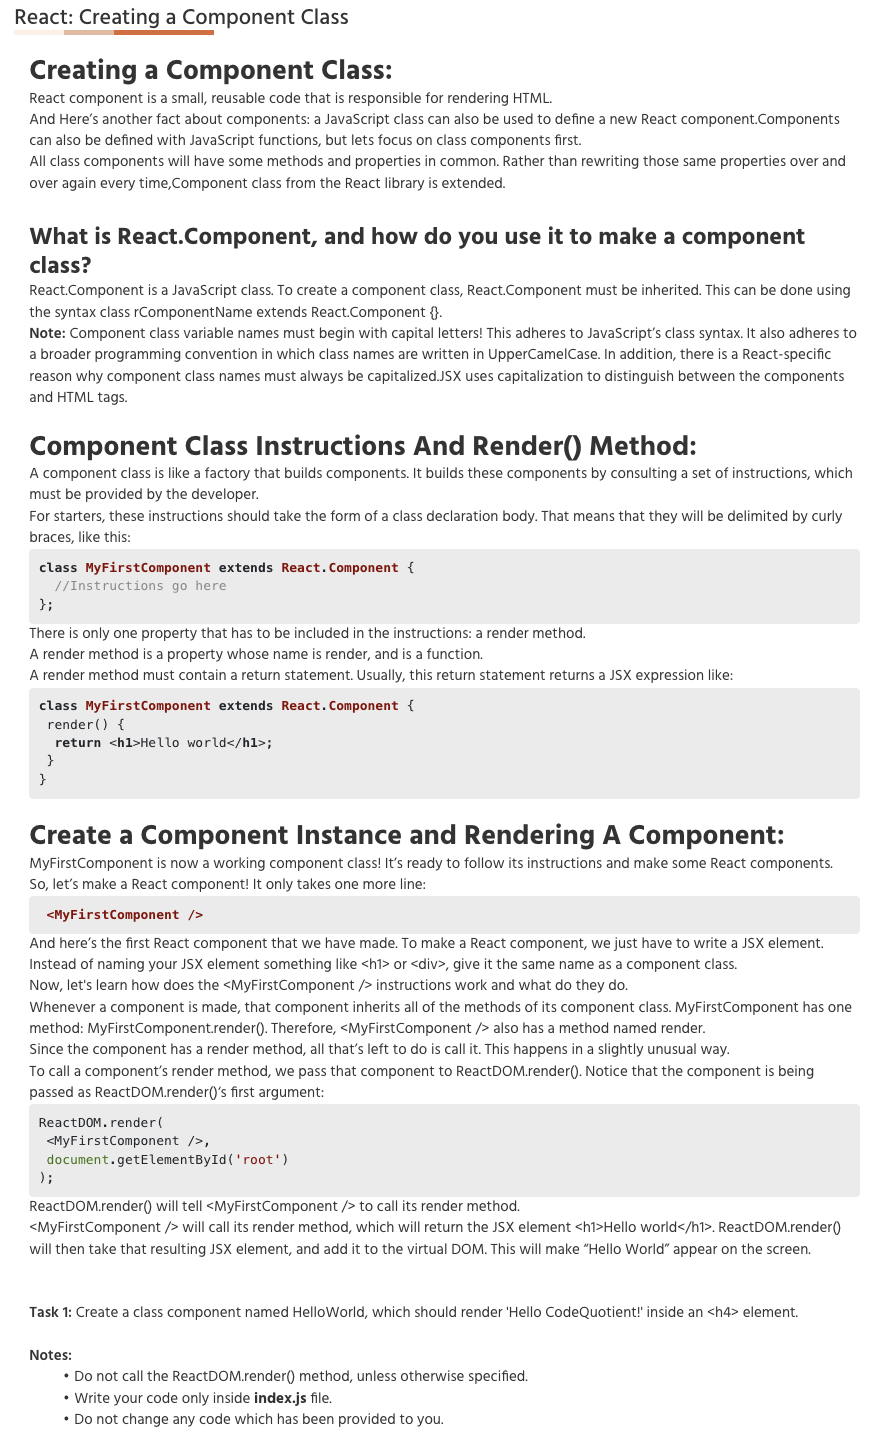 React: Creating a Component Class
Creating a Component Class:
React component is a small, reusable code that is responsible for rendering HTML.
And Here’s another fact about components: a JavaScript class can also be used to define a new React component.Components
can also be defined with JavaScript functions, but lets focus on class components first.
All class components will have some methods and properties in common. Rather than rewriting those same properties over and
over again every time,Component class from the React library is extended.
What is React.Component, and how do you use it to make a component
class?
React.Component is a JavaScript class. To create a component class, React.Component must be inherited. This can be done using
the syntax class rComponentName extends React.Component {}.
Note: Component class variable names must begin with capital letters! This adheres to JavaScript’s class syntax. It also adheres to
a broader programming convention in which class names are written in UpperCamelCase. In addition, there is a React-specific
reason why component class names must always be capitalized.JSX uses capitalization to distinguish between the components
and HTML tags.
Component Class Instructions And Render() Method:
A component class is like a factory that builds components. It builds these components by consulting a set of instructions, which
must be provided by the developer.
For starters, these instructions should take the form of a class declaration body. That means that they will be delimited by curly
braces, like this:
class MyFirstComponent extends React.Component {
  //Instructions go here
};
There is only one property that has to be included in the instructions: a render method.
A render method is a property whose name is render, and is a function.
A render method must contain a return statement. Usually, this return statement returns a JSX expression like:
class MyFirstComponent extends React.Component {
 render() {
  return <h1>Hello world</h1>;
 }
}
Create a Component Instance and Rendering A Component:
MyFirstComponent is now a working component class! It’s ready to follow its instructions and make some React components.
So, let’s make a React component! It only takes one more line:
 <MyFirstComponent />
And here’s the first React component that we have made. To make a React component, we just have to write a JSX element.
Instead of naming your JSX element something like <h1> or <div>, give it the same name as a component class.
Now, let's learn how does the <MyFirstComponent /> instructions work and what do they do.
Whenever a component is made, that component inherits all of the methods of its component class. MyFirstComponent has one
method: MyFirstComponent.render(). Therefore, <MyFirstComponent /> also has a method named render.
Since the component has a render method, all that’s left to do is call it. This happens in a slightly unusual way.
To call a component’s render method, we pass that component to ReactDOM.render(). Notice that the component is being
passed as ReactDOM.render()‘s first argument:
ReactDOM.render(
 <MyFirstComponent />,
 document.getElementById('root')
);
ReactDOM.render() will tell <MyFirstComponent /> to call its render method.
<MyFirstComponent /> will call its render method, which will return the JSX element <h1>Hello world</h1>. ReactDOM.render()
will then take that resulting JSX element, and add it to the virtual DOM. This will make “Hello World” appear on the screen.
Task 1: Create a class component named HelloWorld, which should render 'Hello CodeQuotient!' inside an <h4> element.
Notes:
• Do not call the ReactDOM.render() method, unless otherwise specified.
• Write your code only inside index.js file.
• Do not change any code which has been provided to you.